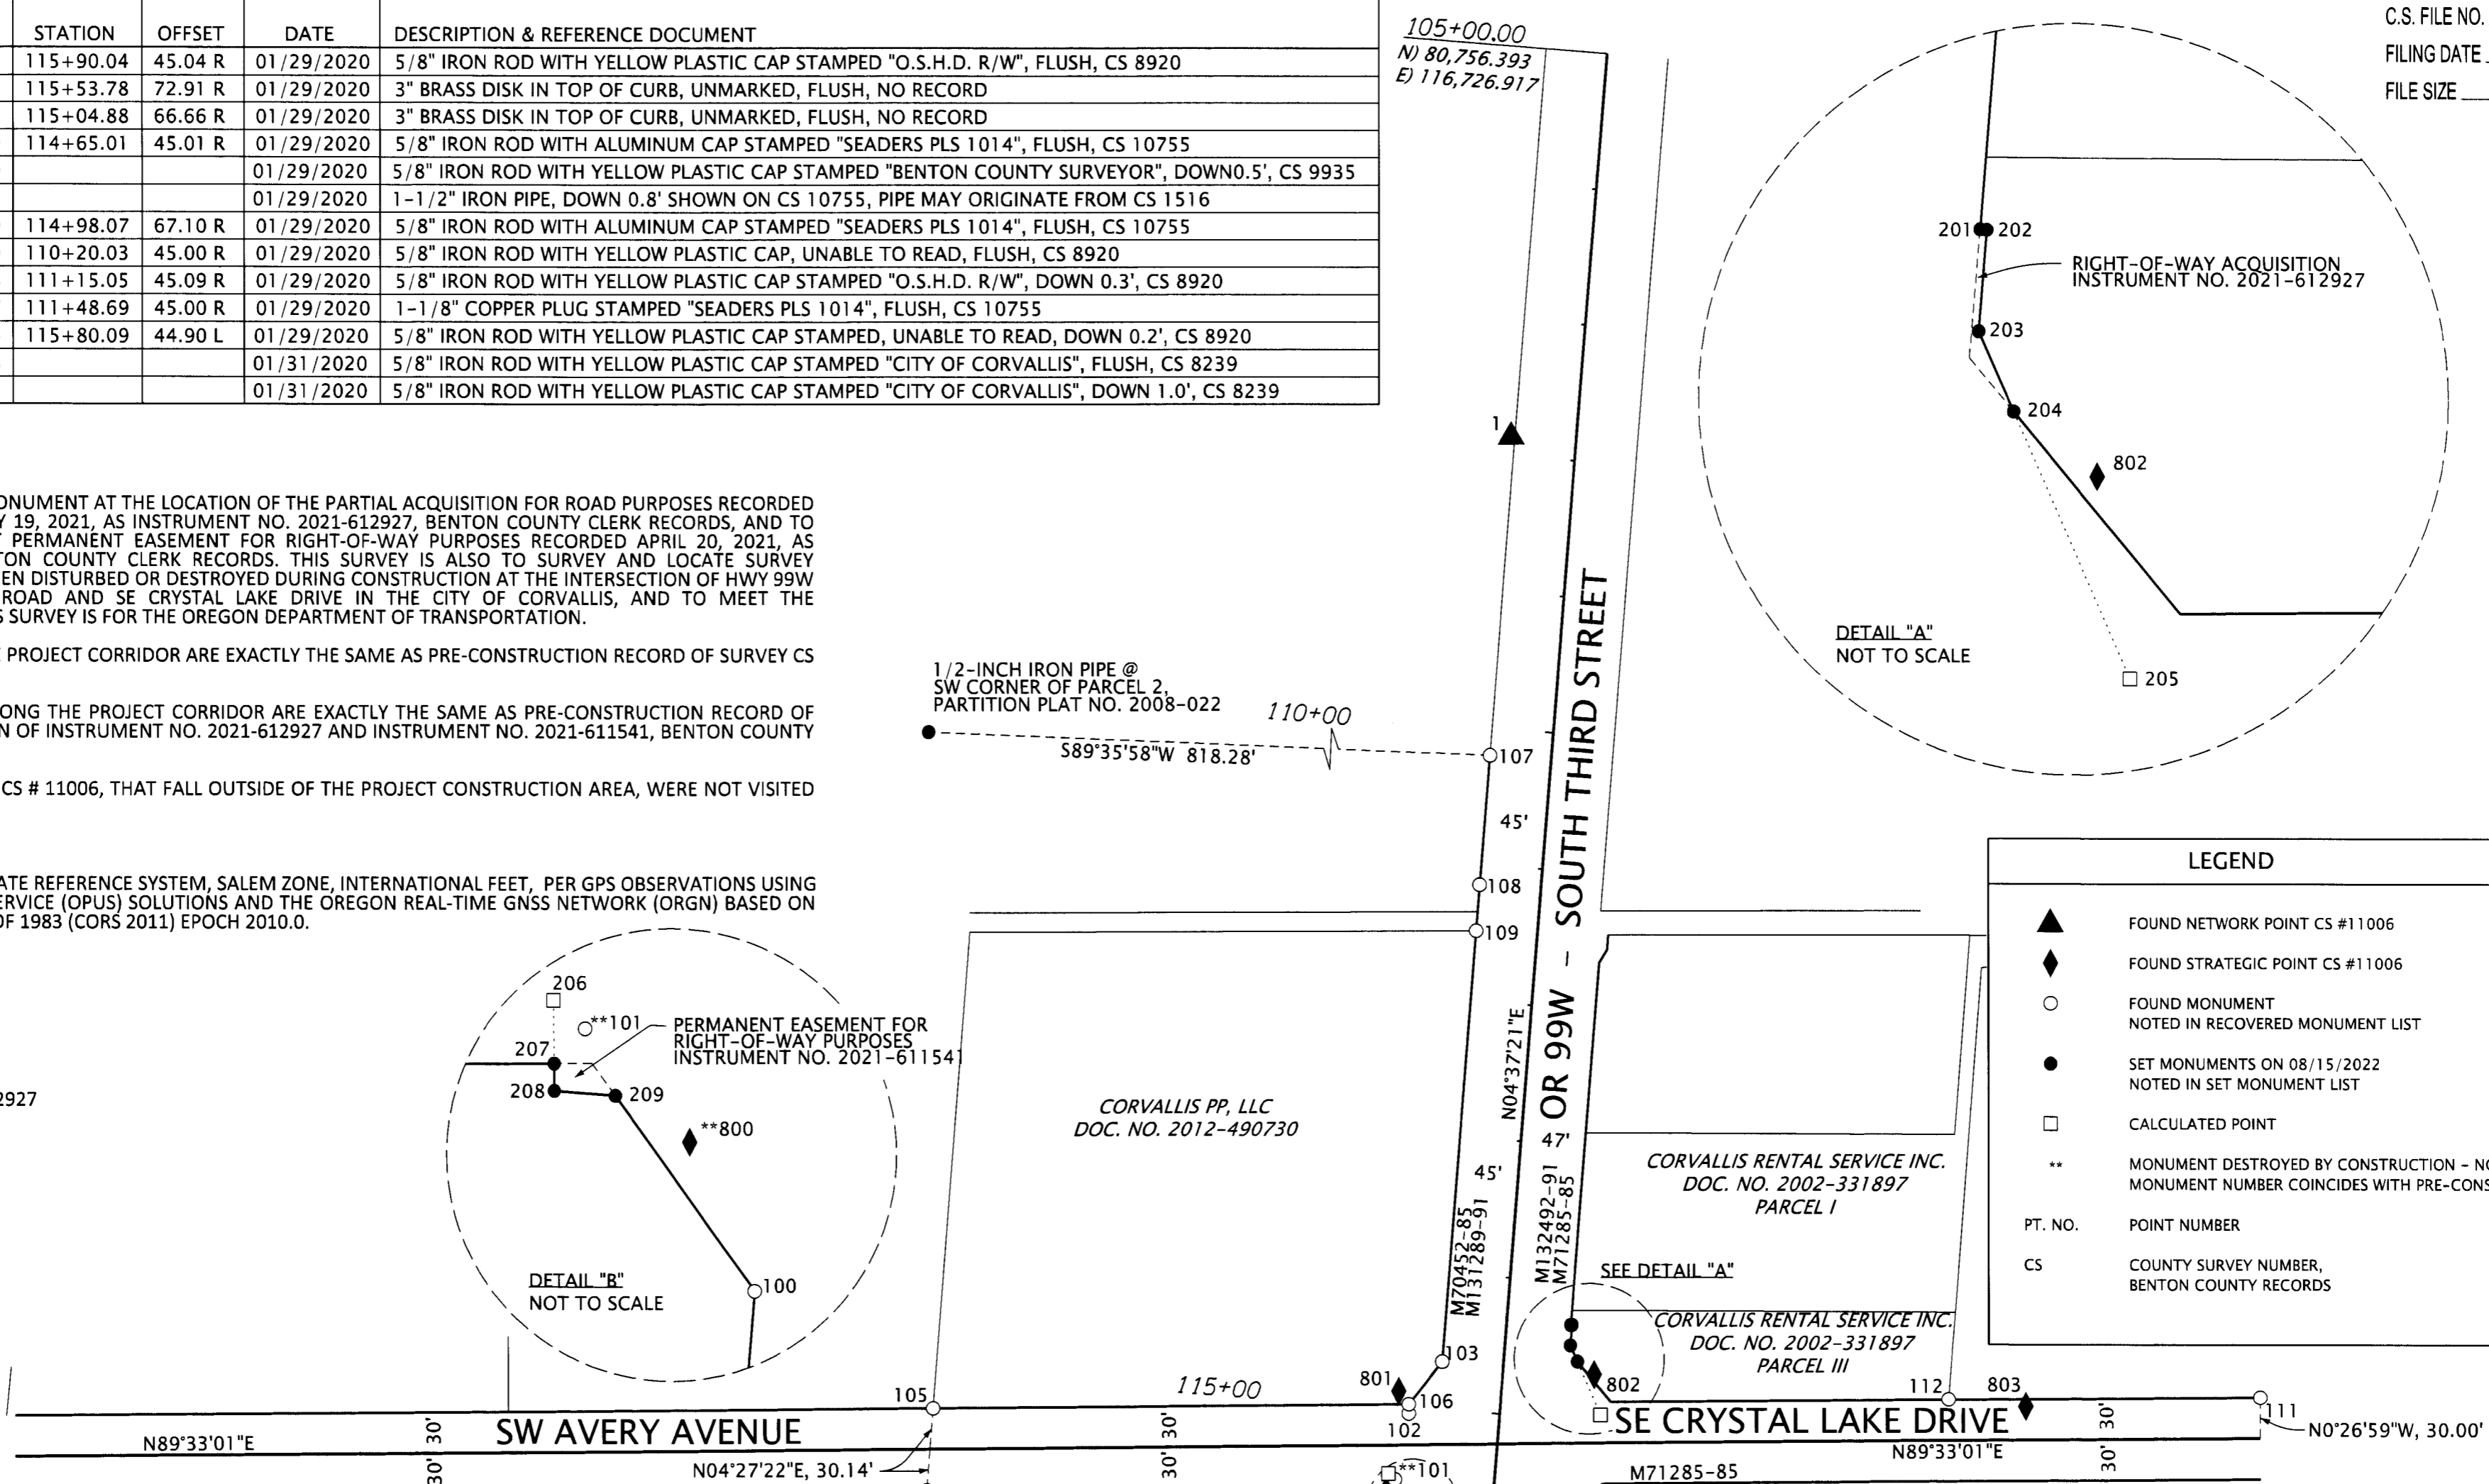 STATION OFFSET DATE DESCRIPTION & REFERENCE DOCUMENT
115+90.04 45.04 R 01/29/2020 5/8" IRON ROD WITH YELLOW PLASTIC CAP STAMPED "O.S.H.D. R/W", FLUSH, CS 8920
115+53.78 72.91 R 01/29/2020 3" BRASS DISK IN TOP OF CURB, UNMARKED, FLUSH, NO RECORD
115+04.88 66.66 R 01/29/2020 3" BRASS DISK IN TOP OF CURB, UNMARKED, FLUSH, NO RECORD
114+65.01 45.01 R 01/29/2020 5/8" IRON ROD WITH ALUMINUM CAP STAMPED "SEADERS PLS 1014", FLUSH, CS 10755
01/29/2020 5/8" IRON ROD WITH YELLOW PLASTIC CAP STAMPED "BENTON COUNTY SURVEYOR", DOWN0.5', CS 9935
01/29/2020 1-1/2" IRON PIPE, DOWN 0.8' SHOWN ON CS 10755, PIPE MAY ORIGINATE FROM CS 1516
114+98.07 67.10 R 01/29/2020 5/8" IRON ROD WITH ALUMINUM CAP STAMPED "SEADERS PLS 1014", FLUSH, CS 10755
110+20.03 45.00 R 01/29/2020 5/8" IRON ROD WITH YELLOW PLASTIC CAP, UNABLE TO READ, FLUSH, CS 8920
111+15.05 45.09 R 01/29/2020 5/8" IRON ROD WITH YELLOW PLASTIC CAP STAMPED "O.S.H.D. R/W", DOWN 0.3', CS 8920
111+48.69 45.00 R 01/29/2020 1-1/8" COPPER PLUG STAMPED "SEADERS PLS 1014", FLUSH, CS 10755
115+80.09 44.90 L 01/29/2020 5/8" IRON ROD WITH YELLOW PLASTIC CAP STAMPED, UNABLE TO READ, DOWN 0.2', CS 8920
01/31/2020 5/8" IRON ROD WITH YELLOW PLASTIC CAP STAMPED "CITY OF CORVALLIS", FLUSH, CS 8239
01/31/2020 5/8" IRON ROD WITH YELLOW PLASTIC CAP STAMPED "CITY OF CORVALLIS", DOWN 1.0', CS 8239
105+00.00
N) 80,756.393
E) 116,726.917
C.S. FILE NO.
FILING DATE
FILE SIZE
201
202
RIGHT-OF-WAY ACQUISITION
INSTRUMENT NO. 2021-612927
203
204
802
205
DETAIL "A"
NOT TO SCALE
1
ONUMENT AT THE LOCATION OF THE PARTIAL ACQUISITION FOR ROAD PURPOSES RECORDED
Y 19, 2021, AS INSTRUMENT NO. 2021-612927, BENTON COUNTY CLERK RECORDS, AND TO
PERMANENT EASEMENT FOR RIGHT-OF-WAY PURPOSES RECORDED APRIL 20, 2021, AS
TON COUNTY CLERK RECORDS. THIS SURVEY IS ALSO TO SURVEY AND LOCATE SURVEY
EN DISTURBED OR DESTROYED DURING CONSTRUCTION AT THE INTERSECTION OF HWY 99W
ROAD AND SE CRYSTAL LAKE DRIVE IN THE CITY OF CORVALLIS, AND TO MEET THE
S SURVEY IS FOR THE OREGON DEPARTMENT OF TRANSPORTATION.
E PROJECT CORRIDOR ARE EXACTLY THE SAME AS PRE-CONSTRUCTION RECORD OF SURVEY CS
ONG THE PROJECT CORRIDOR ARE EXACTLY THE SAME AS PRE-CONSTRUCTION RECORD OF
N OF INSTRUMENT NO. 2021-612927 AND INSTRUMENT NO. 2021-611541, BENTON COUNTY
CS # 11006, THAT FALL OUTSIDE OF THE PROJECT CONSTRUCTION AREA, WERE NOT VISITED
ATE REFERENCE SYSTEM, SALEM ZONE, INTERNATIONAL FEET, PER GPS OBSERVATIONS USING
ERVICE (OPUS) SOLUTIONS AND THE OREGON REAL-TIME GNSS NETWORK (ORGN) BASED ON
OF 1983 (CORS 2011) EPOCH 2010.0.
2927
1/2-INCH IRON PIPE @
SW CORNER OF PARCEL 2,
PARTITION PLAT NO. 2008-022
110+00
S89°35'58"W 818.28'
107
45'
108
109
OR 99W - SOUTH THIRD STREET
N04°37'21"E
47'
45'
M70452-85
M131289-91
M132492-91
M71285-85
206
**101
PERMANENT EASEMENT FOR
RIGHT-OF-WAY PURPOSES
INSTRUMENT NO. 2021-611541
207
208
209
**800
100
DETAIL "B"
NOT TO SCALE
CORVALLIS PP, LLC
DOC. NO. 2012-490730
CORVALLIS RENTAL SERVICE INC.
DOC. NO. 2002-331897
PARCEL I
SEE DETAIL "A"
CORVALLIS RENTAL SERVICE INC.
DOC. NO. 2002-331897
PARCEL III
LEGEND
FOUND NETWORK POINT CS #11006
FOUND STRATEGIC POINT CS #11006
FOUND MONUMENT
NOTED IN RECOVERED MONUMENT LIST
SET MONUMENTS ON 08/15/2022
NOTED IN SET MONUMENT LIST
CALCULATED POINT
** MONUMENT DESTROYED BY CONSTRUCTION - NO
MONUMENT NUMBER COINCIDES WITH PRE-CONS
PT. NO. POINT NUMBER
CS COUNTY SURVEY NUMBER,
BENTON COUNTY RECORDS
103
105
115+00
801
106
102
802
112
803
111
SW AVERY AVENUE
SE CRYSTAL LAKE DRIVE
N89°33'01"E
30'
30'
N04°27'22"E, 30.14'
30'
30'
**101
N89°33'01"E
M71285-85
30'
30'
N0°26'59"W, 30.00'